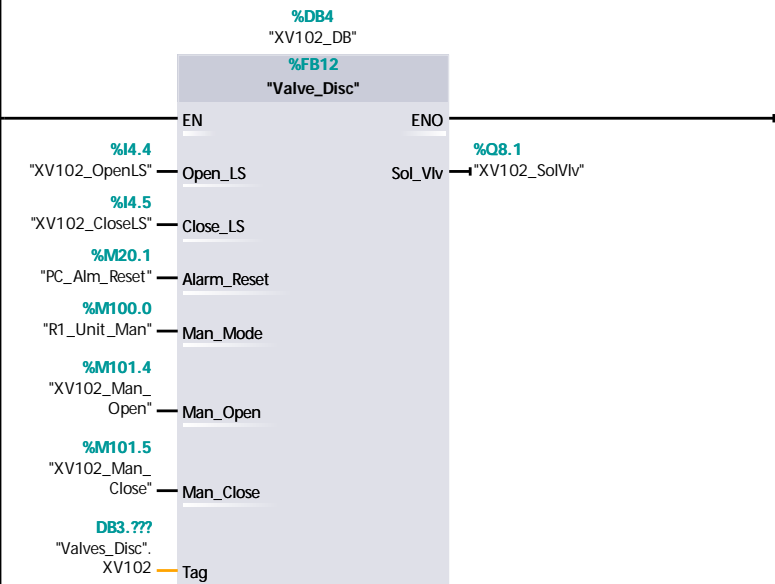 %DB4
"XV102_DB"
%FB12
"Valve_Disc"
EN ENO
%I4.4
"XV102_OpenLS" Open_LS
%Q8.1
Sol_Vlv "XV102_SolVlv"
%I4.5
"XV102_CloseLS" Close_LS
%M20.1
"PC_Alm_Reset" Alarm_Reset
%M100.0
"R1_Unit_Man" Man_Mode
%M101.4
"XV102_Man_
Open" Man_Open
%M101.5
"XV102_Man_
Close" Man_Close
DB3.???
"Valves_Disc".
XV102 Tag